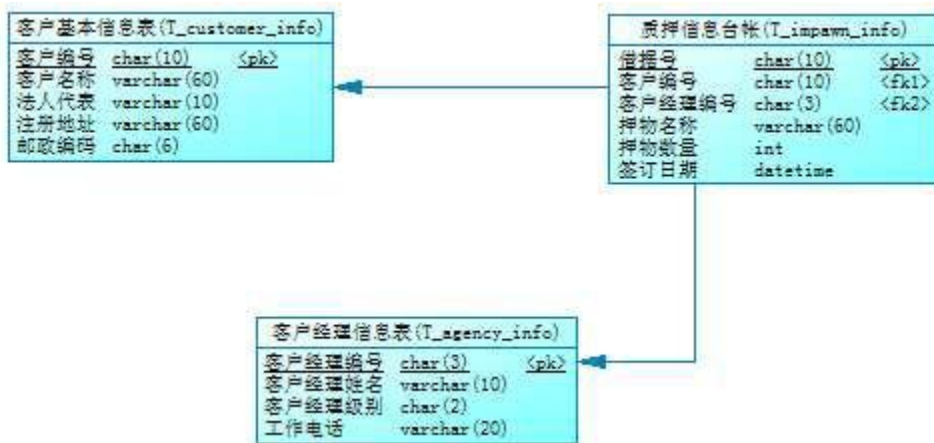 客户基本信息表(T_customer_info)
客户编号 char(10) <pk>
客户名称 varchar(60)
法人代表 varchar(10)
注册地址 varchar(60)
邮政编码 char(6)
质押信息台帐(T_impawn_info)
借据号 char(10) <pk>
客户编号 char(10) <fk1>
客户经理编号 char(3) <fk2>
押物名称 varchar(60)
押物数量 int
签订日期 datetime
客户经理信息表(T_agency_info)
客户经理编号 char(3) <pk>
客户经理姓名 varchar(10)
客户经理级别 char(2)
工作电话 varchar(20)